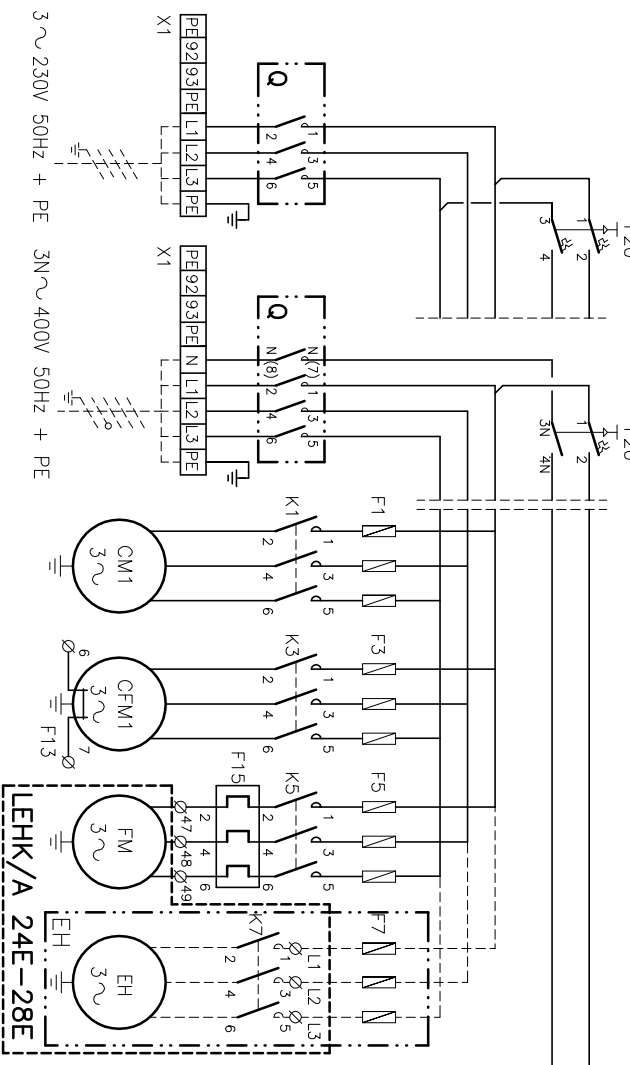 1 2
3 4
Q
1 3 5
2 4 6
X1
PE 92 93 PE L1 L2 L3 PE
3~ 230V 50Hz + PE
1 2
3N 4N
Q
N (7) 1 3 5
N (8) 2 4 6
X1
PE 92 93 PE N L1 L2 L3 PE
3N~ 400V 50Hz + PE
F1
K1
1 3 5
2 4 6
CM1
3~
F3
K3
1 3 5
2 4 6
CFM1
3~
6 7
F13
F5
K5
1 3 5
2 4 6
F15
2 4 6
47 48 49
FM
3~
F7
L1 L2 L3
K7
1 3 5
2 4 6
EH
EH
3~
LEHK/A 24E-28E